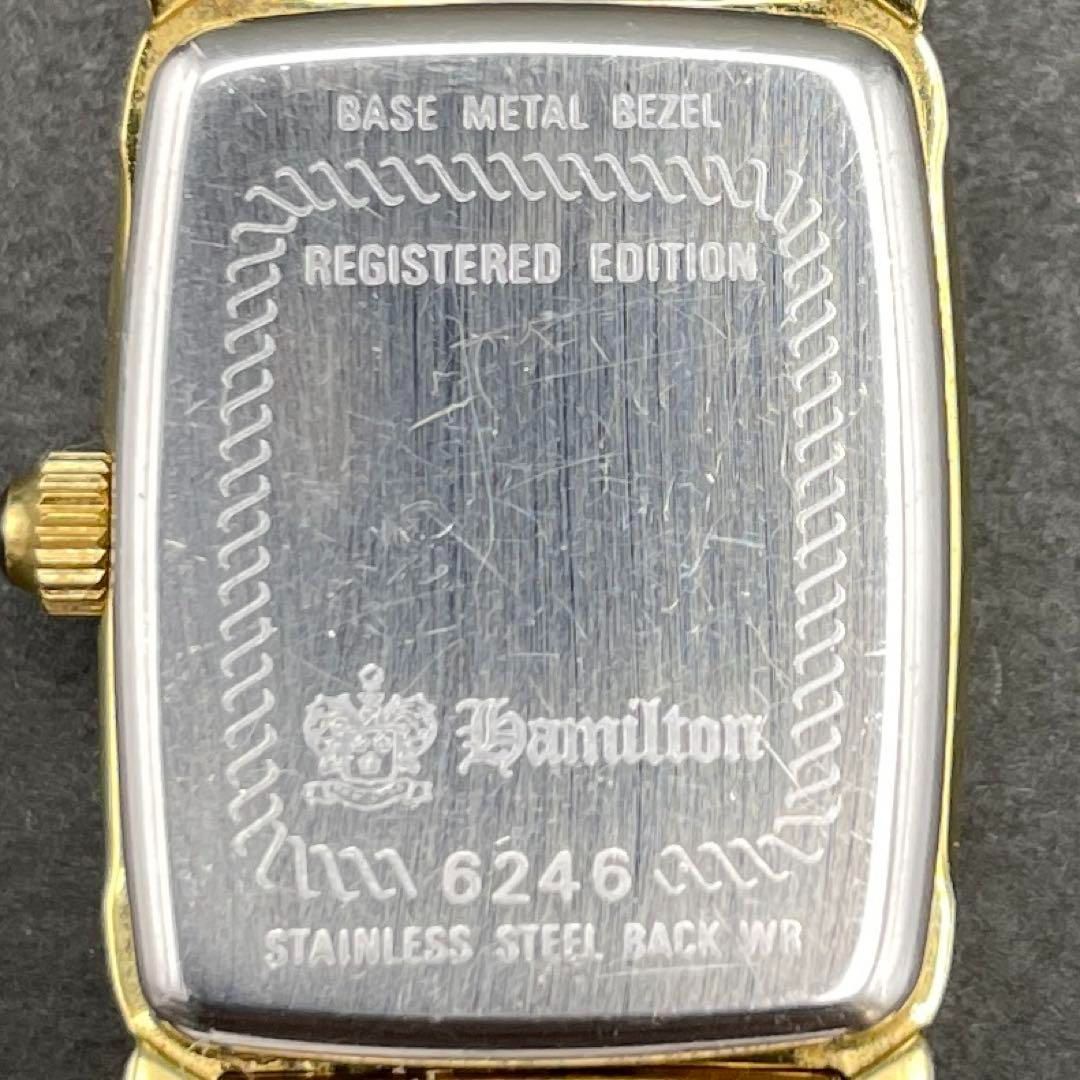 BASE METAL BEZEL
REGISTERED EDITION
Hamilton
6246
STAINLESS STEEL BACK WR